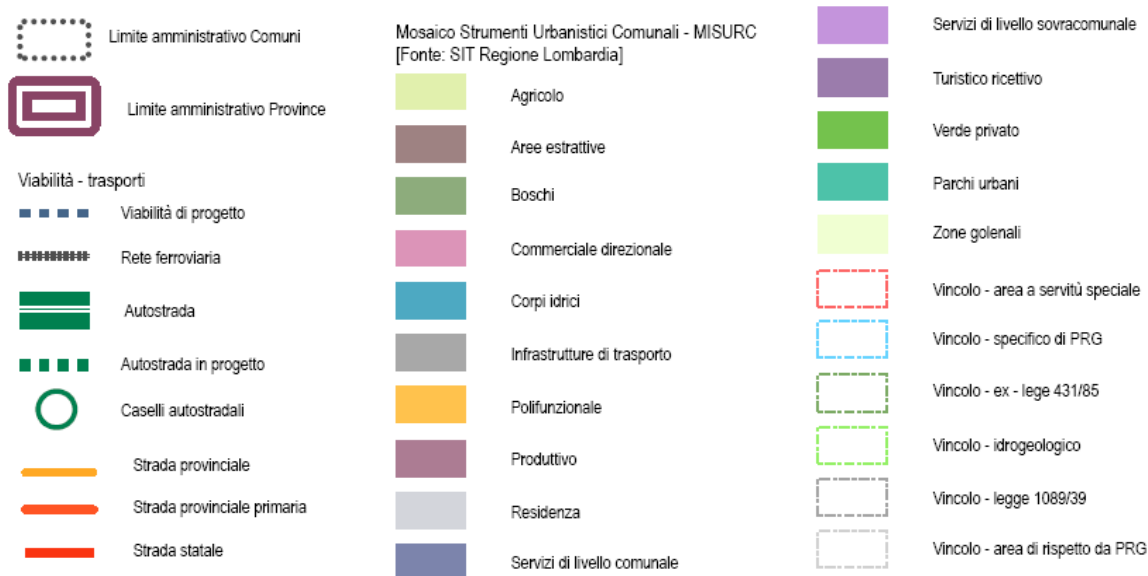 Limite amministrativo Comuni
Limite amministrativo Province
Viabilità - trasporti
Viabilità di progetto
Rete ferroviaria
Autostrada
Autostrada in progetto
Caselli autostradali
Strada provinciale
Strada provinciale primaria
Strada statale
Mosaico Strumenti Urbanistici Comunali - MISURC
[Fonte: SIT Regione Lombardia]
Agricolo
Aree estrattive
Boschi
Commerciale direzionale
Corpi idrici
Infrastrutture di trasporto
Polifunzionale
Produttivo
Residenza
Servizi di livello comunale
Servizi di livello sovracomunale
Turistico ricettivo
Verde privato
Parchi urbani
Zone golenali
Vincolo - area a servitù speciale
Vincolo - specifico di PRG
Vincolo - ex - lege 431/85
Vincolo - idrogeologico
Vincolo - legge 1089/39
Vincolo - area di rispetto da PRG